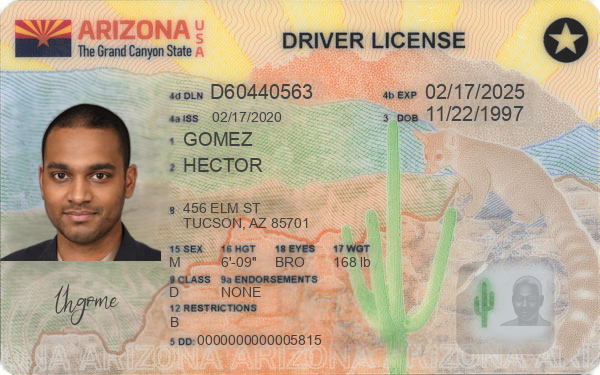 ARIZONA USA
The Grand Canyon State
DRIVER LICENSE
4d DLN D60440563
4b EXP 02/17/2025
4a ISS 02/17/2020
3 DOB 11/22/1997
1 GOMEZ
2 HECTOR
8 456 ELM ST
TUCSON, AZ 85701
15 SEX 16 HGT 18 EYES 17 WGT
M 6'-09" BRO 168 lb
9 CLASS 9a ENDORSEMENTS
D NONE
12 RESTRICTIONS
B
5 DD: 0000000000005815
thgome
ARIZONA ARIZONA ARIZONA ARIZONA